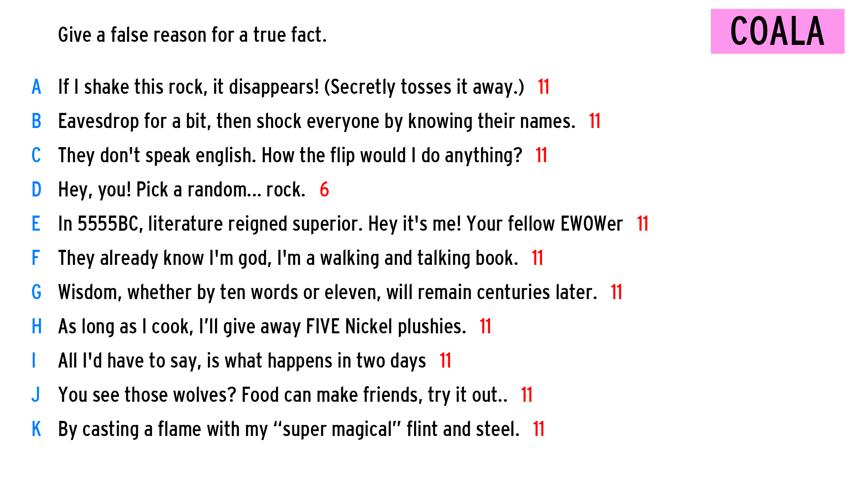 Give a false reason for a true fact.
COALA
A If I shake this rock, it disappears! (Secretly tosses it away.) 11
B Eavesdrop for a bit, then shock everyone by knowing their names. 11
C They don't speak english. How the flip would I do anything? 11
D Hey, you! Pick a random... rock. 6
E In 5555BC, literature reigned superior. Hey it's me! Your fellow EWOWer 11
F They already know I'm god, I'm a walking and talking book. 11
G Wisdom, whether by ten words or eleven, will remain centuries later. 11
H As long as I cook, I’ll give away FIVE Nickel plushies. 11
I All I'd have to say, is what happens in two days 11
J You see those wolves? Food can make friends, try it out.. 11
K By casting a flame with my “super magical” flint and steel. 11